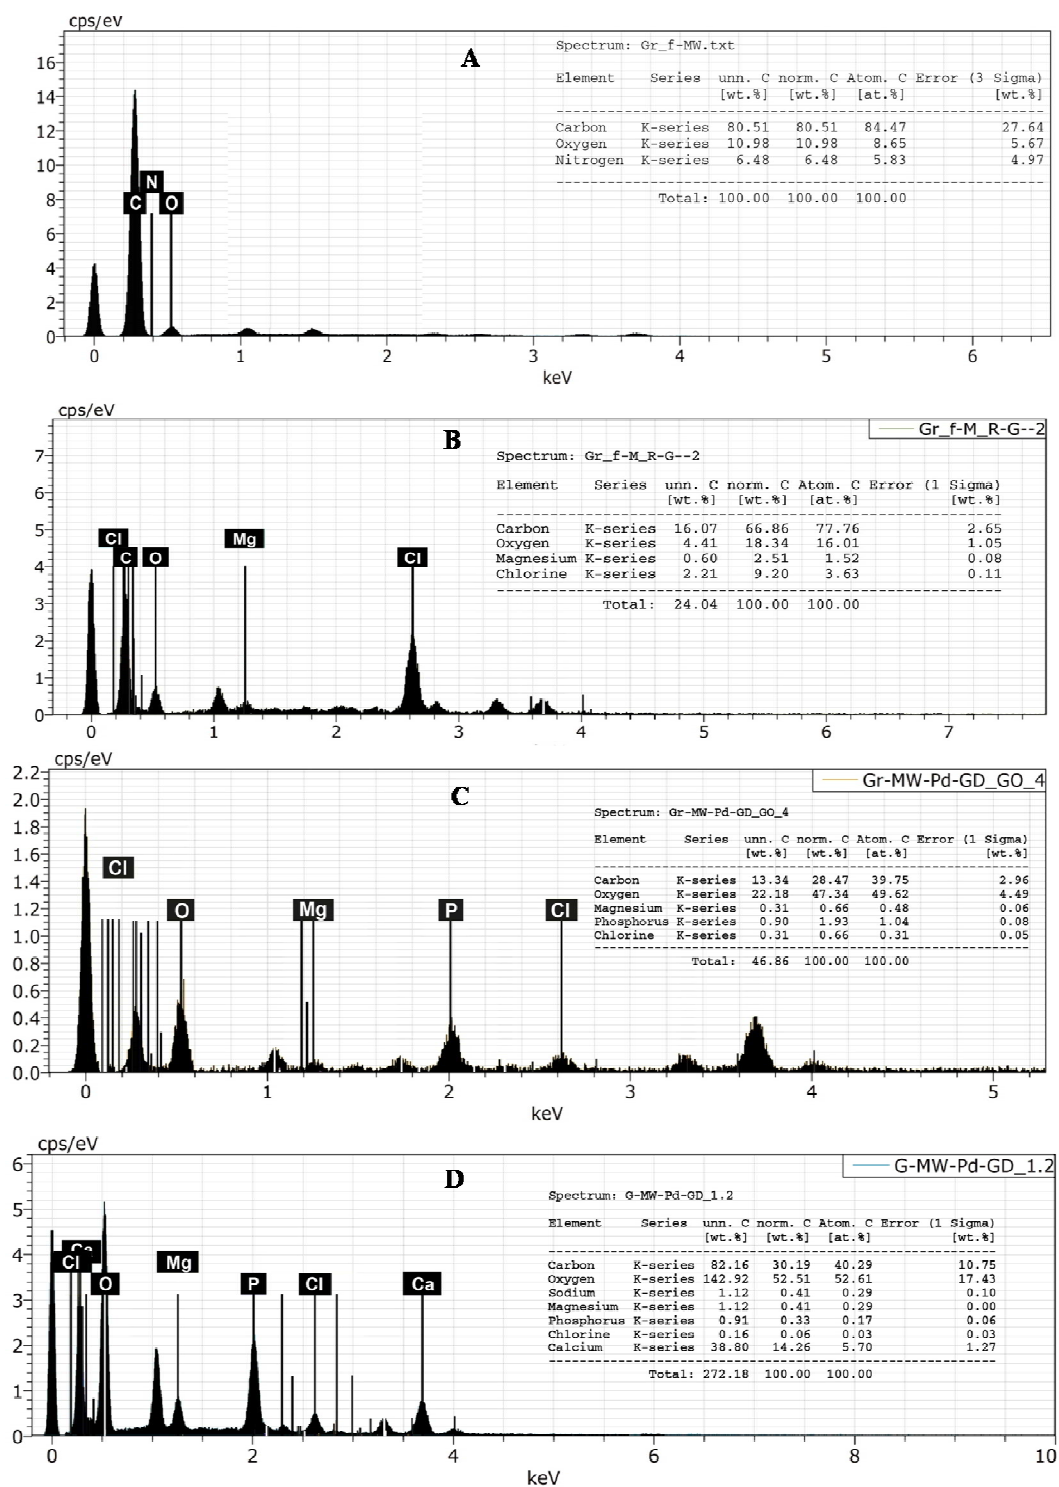 cps/eV
A
Spectrum: Gr_f-MW.txt
Element Series unn. C norm. C Atom. C Error (3 Sigma)
[wt.%] [wt.%] [at.%] [wt.%]
Carbon K-series 80.51 80.51 84.47 27.64
Oxygen K-series 10.98 10.98 8.65 5.67
Nitrogen K-series 6.48 6.48 5.83 4.97
Total: 100.00 100.00 100.00
16
14
12
10
8
6
4
2
0
N
C O
0 1 2 3 4 5 6
keV
cps/eV
B
Gr_f-M_R-G--2
Spectrum: Gr_f-M_R-G--2
Element Series unn. C norm. C Atom. C Error (1 Sigma)
[wt.%] [wt.%] [at.%] [wt.%]
Carbon K-series 16.07 66.86 77.76 2.65
Oxygen K-series 4.41 18.34 16.01 1.05
Magnesium K-series 0.60 2.51 1.52 0.08
Chlorine K-series 2.21 9.20 3.63 0.11
Total: 24.04 100.00 100.00
7
6
5
4
3
2
1
0
Cl Mg
C O Cl
0 1 2 3 4 5 6 7
cps/eV
C
Gr-MW-Pd-GD_GO_4
Spectrum: Gr-MW-Pd-GD_GO_4
Element Series unn. C norm. C Atom. C Error (1 Sigma)
[wt.%] [wt.%] [at.%] [wt.%]
Carbon K-series 13.34 28.47 39.75 2.96
Oxygen K-series 22.18 47.34 49.62 4.49
Magnesium K-series 0.31 0.66 0.48 0.06
Phosphorus K-series 0.90 1.93 1.04 0.08
Chlorine K-series 0.31 0.66 0.31 0.05
Total: 46.86 100.00 100.00
2.2
2.0
1.8
1.6
1.4
1.2
1.0
0.8
0.6
0.4
0.2
0.0
Cl
O Mg P Cl
0 1 2 3 4 5
keV
cps/eV
D
G-MW-Pd-GD_1.2
Spectrum: G-MW-Pd-GD_1.2
Element Series unn. C norm. C Atom. C Error (1 Sigma)
[wt.%] [wt.%] [at.%] [wt.%]
Carbon K-series 82.16 30.19 40.29 10.75
Oxygen K-series 142.92 52.51 52.61 17.43
Sodium K-series 1.12 0.41 0.29 0.10
Magnesium K-series 1.12 0.41 0.29 0.00
Phosphorus K-series 0.91 0.33 0.17 0.06
Chlorine K-series 0.16 0.06 0.03 0.03
Calcium K-series 38.80 14.26 5.70 1.27
Total: 272.18 100.00 100.00
6
5
4
3
2
1
0
Cl Mg
O P Cl Ca
0 2 4 6 8 10
keV